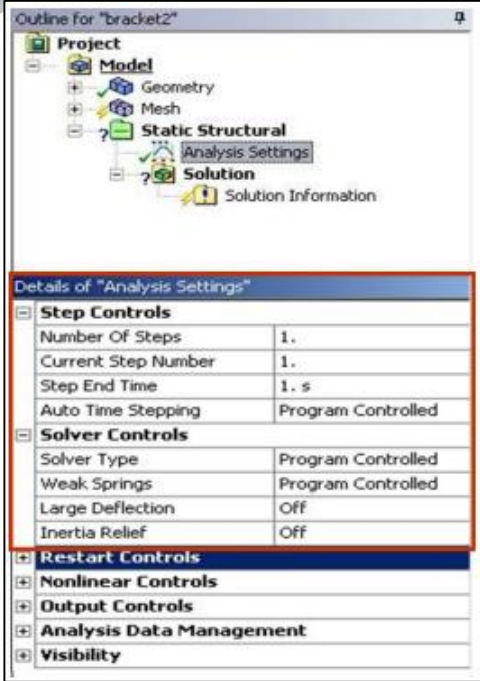 Outline for "bracket2"
Project
Model
Geometry
Mesh
Static Structural
Analysis Settings
Solution
Solution Information
Details of "Analysis Settings"
Step Controls
Number Of Steps 1.
Current Step Number 1.
Step End Time 1. s
Auto Time Stepping Program Controlled
Solver Controls
Solver Type Program Controlled
Weak Springs Program Controlled
Large Deflection Off
Inertia Relief Off
Restart Controls
Nonlinear Controls
Output Controls
Analysis Data Management
Visibility